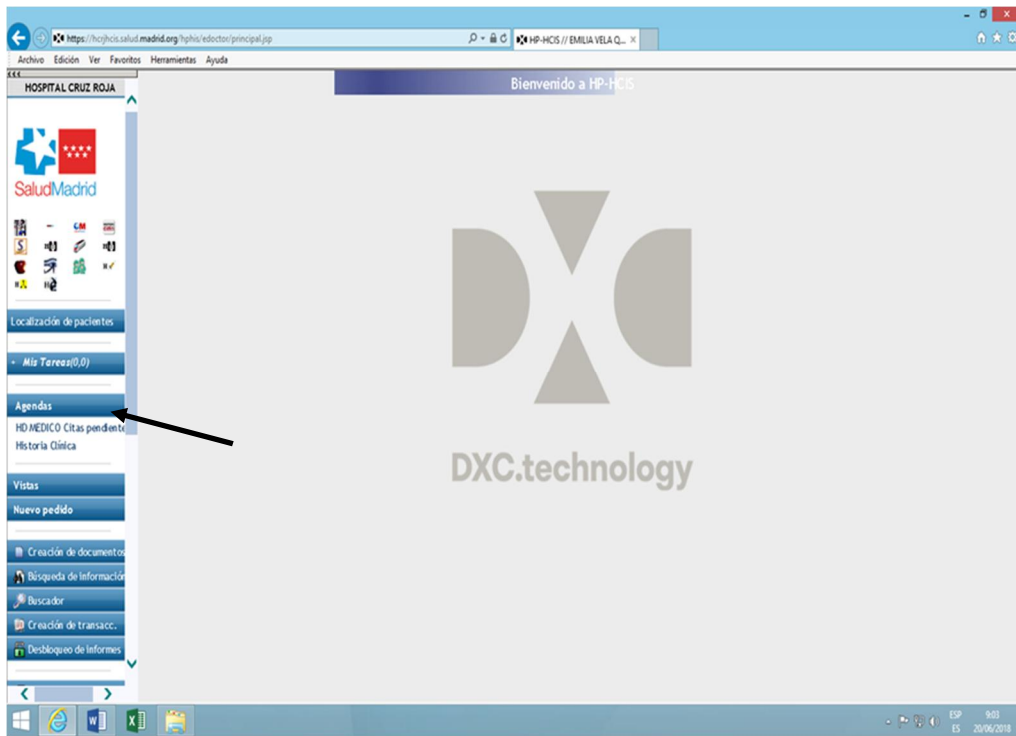 https://hcrjhcis.salud.madrid.org/hphis/edoctor/principal.jsp
HP-HCIS // EMILIA VELA Q...
Archivo Edición Ver Favoritos Herramientas Ayuda
HOSPITAL CRUZ ROJA
Bienvenido a HP-HCIS
SaludMadrid
Localización de pacientes
- Mis Tareas(0,0)
Agendas
HD MEDICO Citas pendiente
Historia Clínica
Vistas
Nuevo pedido
Creación de documentos
Búsqueda de información
Buscador
Creación de transacc.
Desbloqueo de informes
DXC.technology
ESP
ES
9:03
20/06/2018